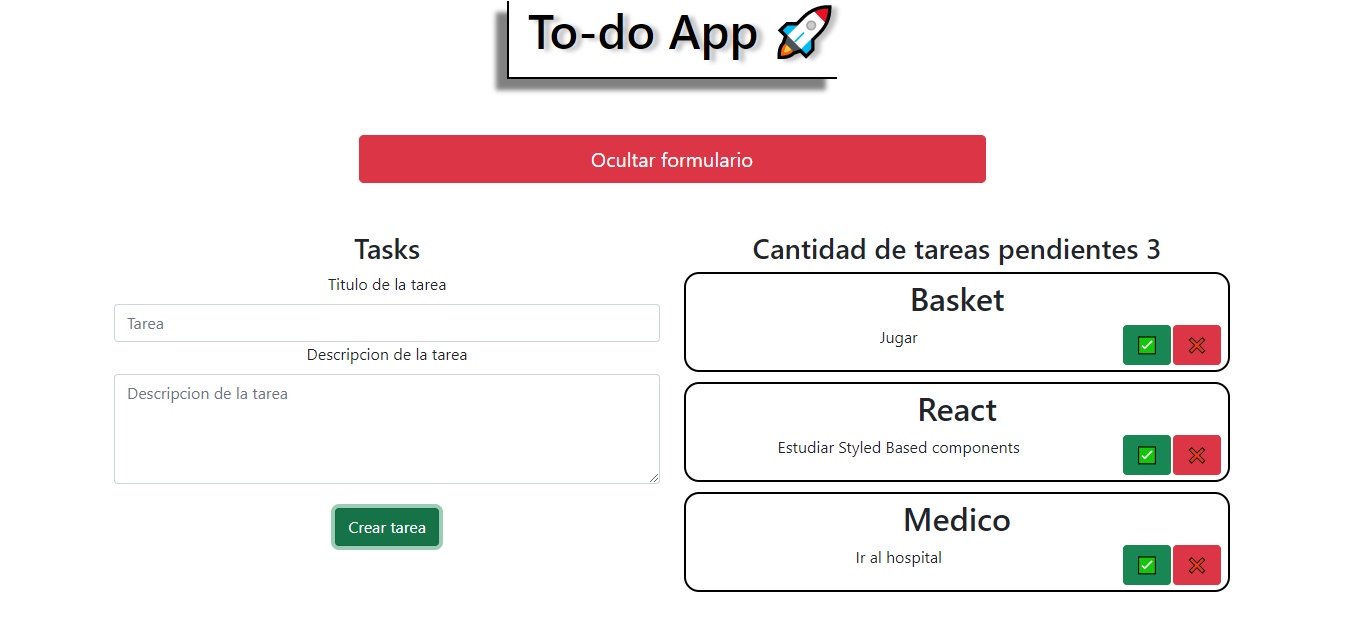 To-do App 🚀
Ocultar formulario
Tasks
Titulo de la tarea
Tarea
Descripcion de la tarea
Descripcion de la tarea
Crear tarea
Cantidad de tareas pendientes 3
Basket
Jugar
React
Estudiar Styled Based components
Medico
Ir al hospital